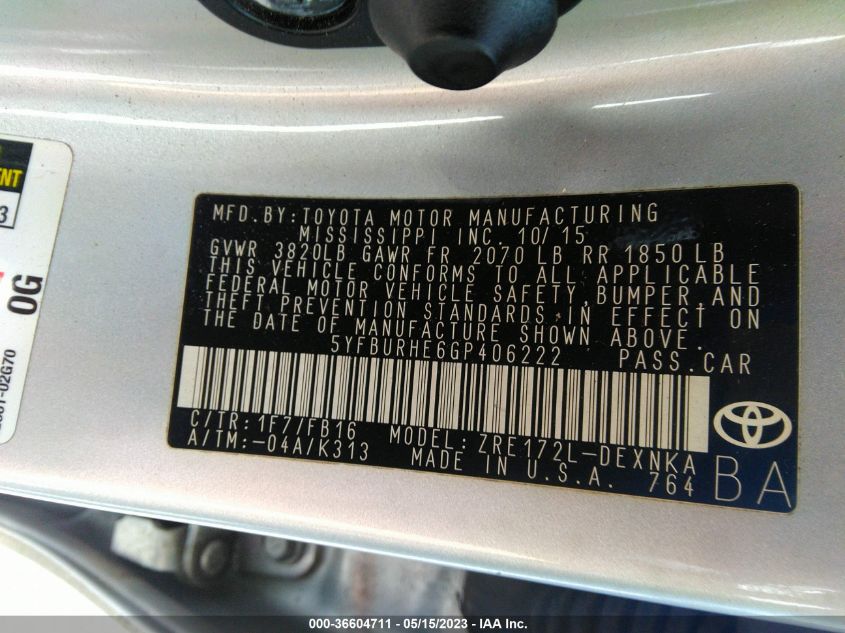 ENT
3
0G
MFD.BY: TOYOTA MOTOR MANUFACTURING
MISSISSIPPI INC. 10/15
GVWR 3820LB GAWR FR 2070 LB RR 1850 LB
THIS VEHICLE CONFORMS TO ALL APPLICABLE
FEDERAL MOTOR VEHICLE SAFETY, BUMPER, AND
THEFT PREVENTION STANDARDS IN EFFECT ON
THE DATE OF MANUFACTURE SHOWN ABOVE.
5YFBURHE6GP406222 PASS.CAR
C/TR: 1F7/FB16 MODEL: ZRE172L-DEXNKA
A/TM:-04A/K313 MADE IN U.S.A. 764
BA
000-36604711 - 05/15/2023 - IAA Inc.